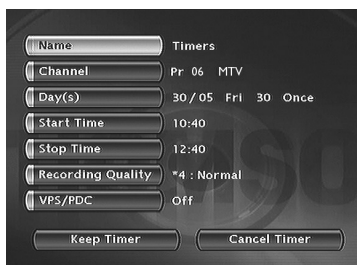 Name Timers
Channel Pr 06 MTV
Day(s) 30/05 Fri 30 Once
Start Time 10:40
Stop Time 12:40
Recording Quality *4 : Normal
VPS/PDC Off
Keep Timer Cancel Timer